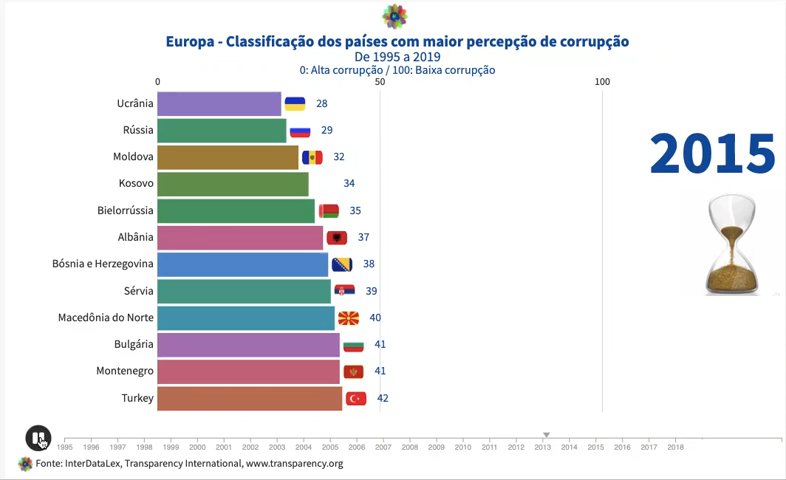 Europa - Classificação dos países com maior percepção de corrupção
De 1995 a 2019
0: Alta corrupção / 100: Baixa corrupção
0 50 100
Ucrânia 28
Rússia 29
Moldova 32
Kosovo 34
Bielorrússia 35
Albânia 37
Bósnia e Herzegovina 38
Sérvia 39
Macedônia do Norte 40
Bulgária 41
Montenegro 41
Turkey 42
2015
1995 1996 1997 1998 1999 2000 2001 2002 2003 2004 2005 2006 2007 2008 2009 2010 2011 2012 2013 2014 2015 2016 2017 2018
Fonte: InterDataLex, Transparency International, www.transparency.org